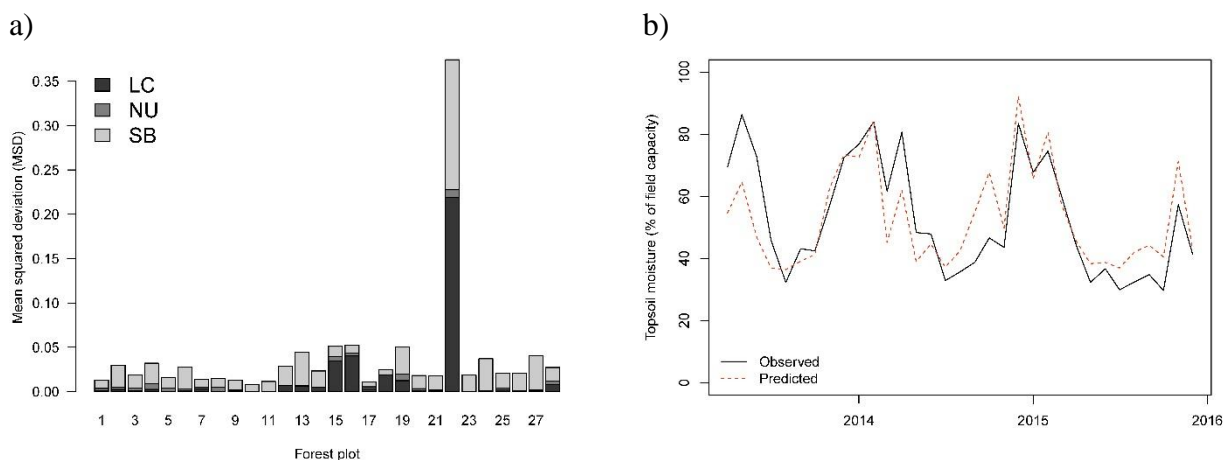 a)
0.35
0.30
0.25
0.20
0.15
0.10
0.05
0.00
Mean squared deviation (MSD)
LC
NU
SB
1 3 5 7 9 11 13 15 17 19 21 23 25 27
Forest plot
b)
100
80
60
40
20
0
Topsoil moisture (% of field capacity)
Observed
Predicted
2014 2015 2016